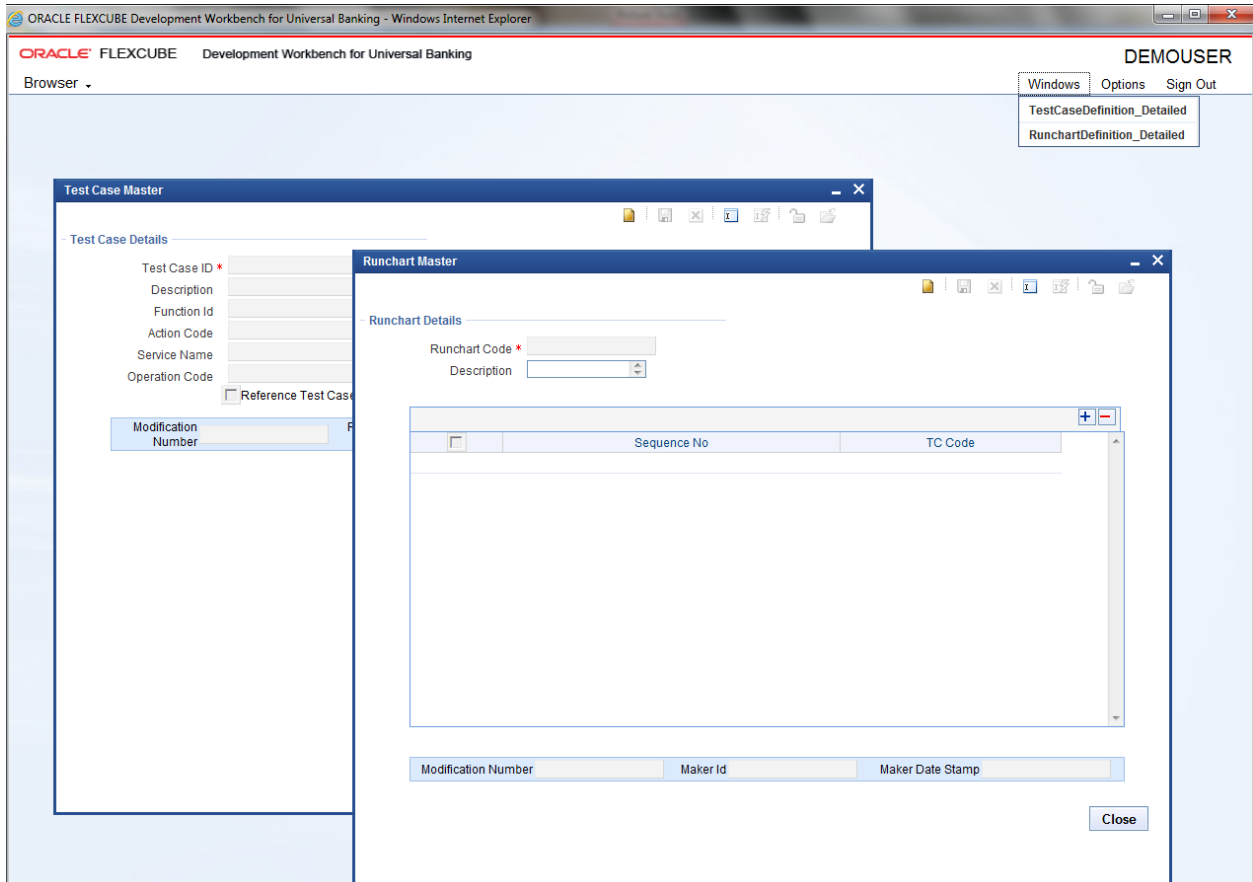 ORACLE FLEXCUBE Development Workbench for Universal Banking - Windows Internet Explorer
ORACLE FLEXCUBE Development Workbench for Universal Banking
DEMOUSER
Browser
Windows Options Sign Out
TestCaseDefinition_Detailed
RunchartDefinition_Detailed
Test Case Master
Test Case Details
Test Case ID *
Description
Function Id
Action Code
Service Name
Operation Code
Reference Test Case
Modification Number
Runchart Master
Runchart Details
Runchart Code *
Description
Sequence No TC Code
Modification Number Maker Id Maker Date Stamp
Close